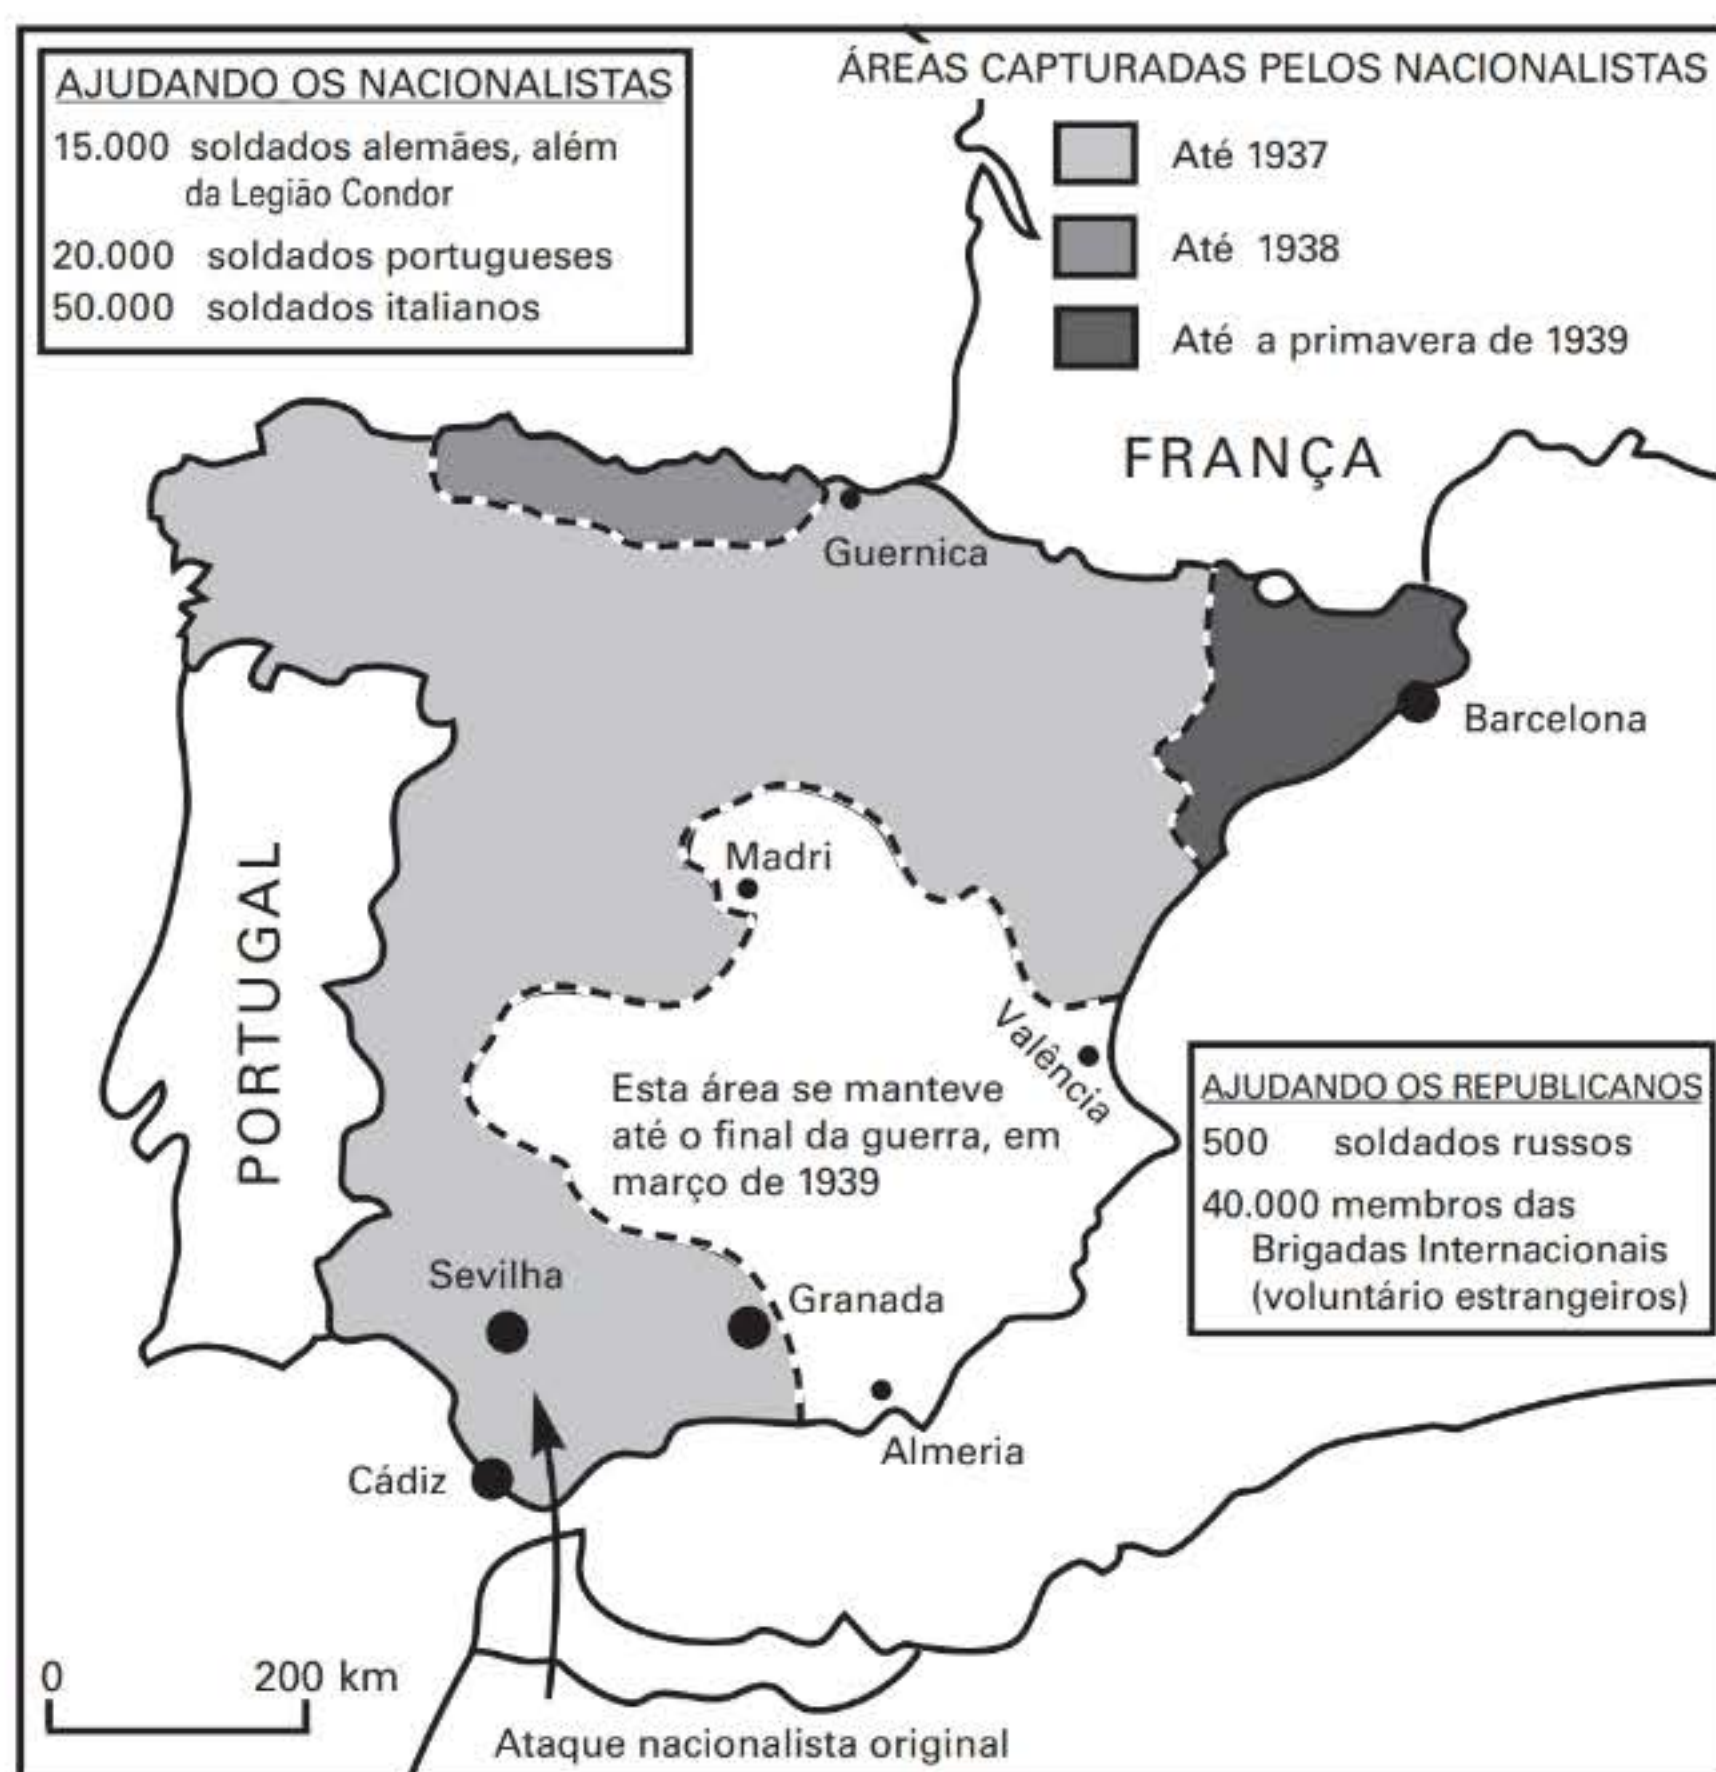 AJUDANDO OS NACIONALISTAS
15.000 soldados alemães, além
da Legião Condor
20.000 soldados portugueses
50.000 soldados italianos
ÁREAS CAPTURADAS PELOS NACIONALISTAS
Até 1937
Até 1938
Até a primavera de 1939
FRANÇA
Guernica
Barcelona
Madri
PORTUGAL
Valência
Esta área se manteve
até o final da guerra, em
março de 1939
AJUDANDO OS REPUBLICANOS
500 soldados russos
40.000 membros das
Brigadas Internacionais
(voluntário estrangeiros)
Sevilha
Granada
Almeria
Cádiz
0 200 km
Ataque nacionalista original